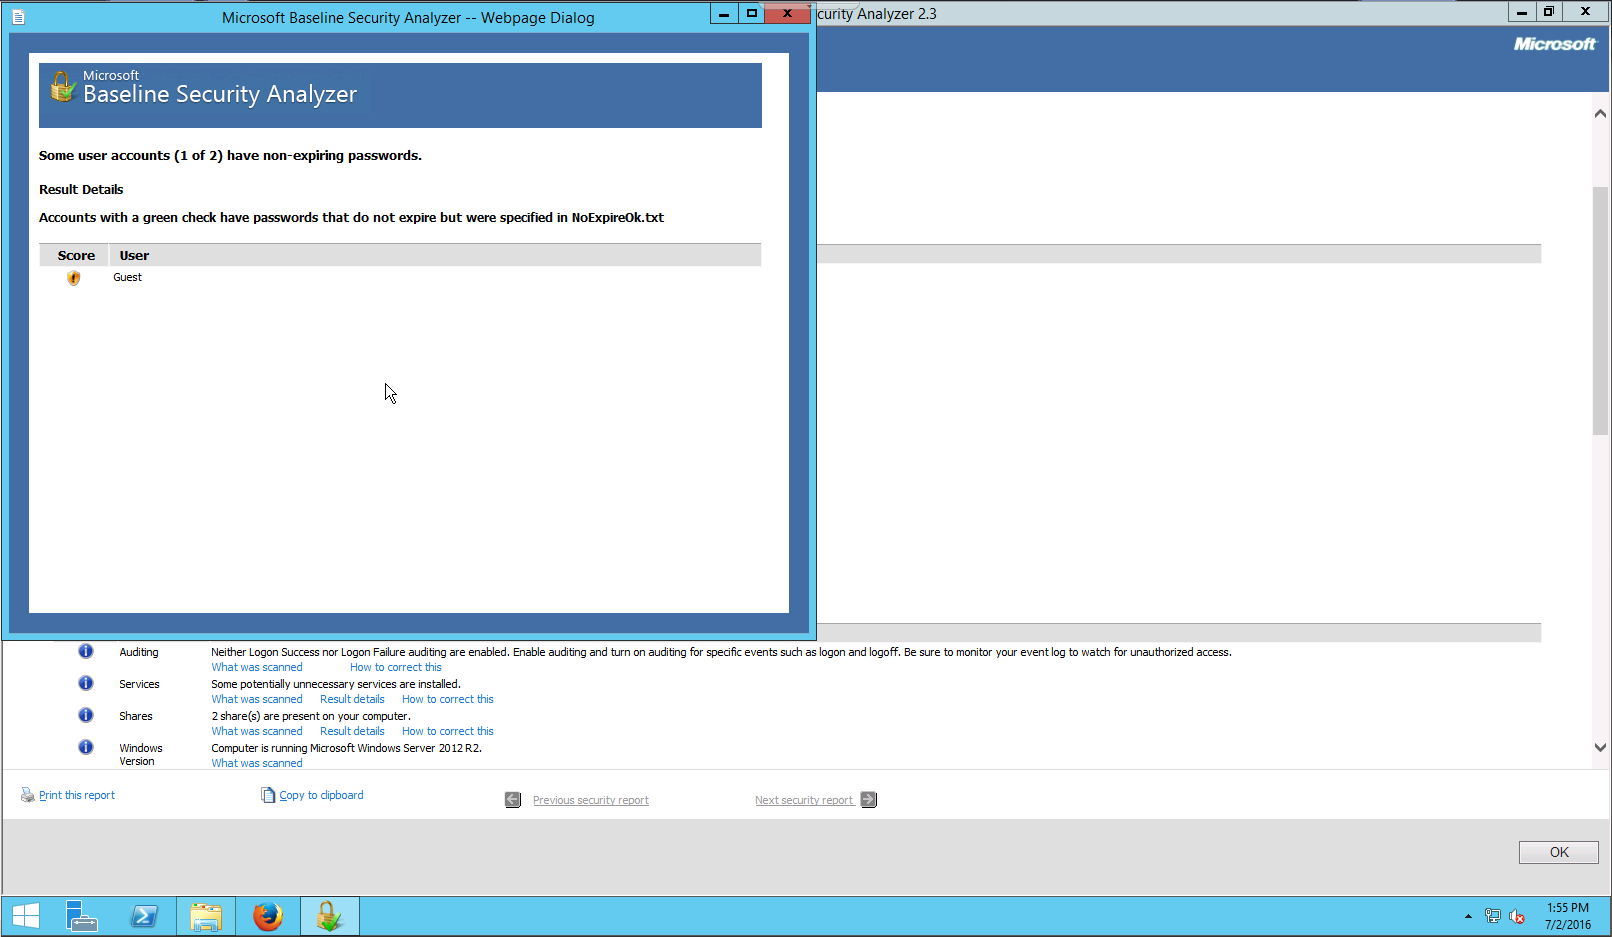 Microsoft Baseline Security Analyzer -- Webpage Dialog
curity Analyzer 2.3
Microsoft
Microsoft
Baseline Security Analyzer
Some user accounts (1 of 2) have non-expiring passwords.
Result Details
Accounts with a green check have passwords that do not expire but were specified in NoExpireOk.txt
Score User
Guest
Auditing Neither Logon Success nor Logon Failure auditing are enabled. Enable auditing and turn on auditing for specific events such as logon and logoff. Be sure to monitor your event log to watch for unauthorized access.
What was scanned How to correct this
Services Some potentially unnecessary services are installed.
What was scanned Result details How to correct this
Shares 2 share(s) are present on your computer.
What was scanned Result details How to correct this
Windows Version Computer is running Microsoft Windows Server 2012 R2.
What was scanned
Print this report Copy to clipboard Previous security report Next security report
OK
1:55 PM
7/2/2016